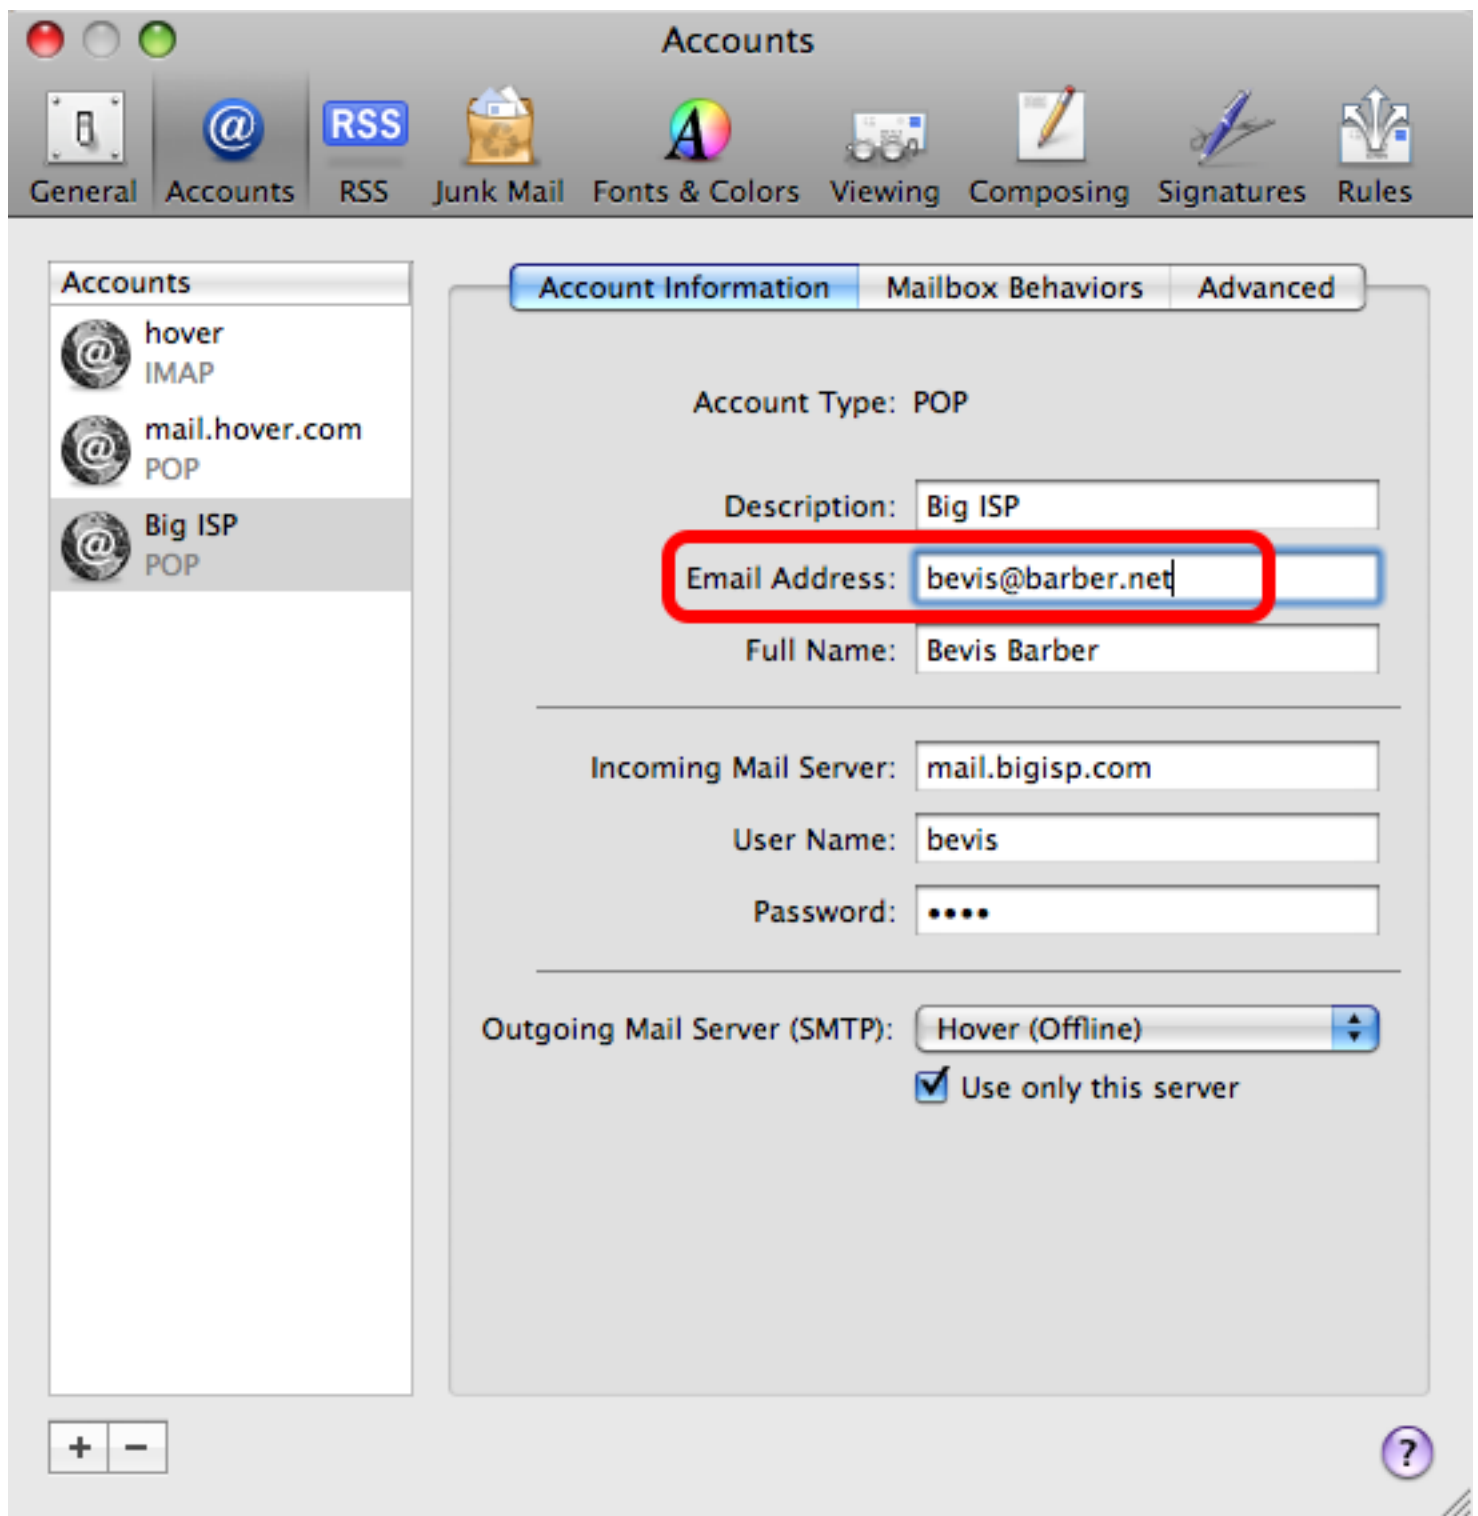 Accounts
General Accounts RSS Junk Mail Fonts & Colors Viewing Composing Signatures Rules
RSS
Accounts
hover
IMAP
mail.hover.com
POP
Big ISP
POP
Account Information Mailbox Behaviors Advanced
Account Type: POP
Description: Big ISP
Email Address: bevis@barber.net
Full Name: Bevis Barber
Incoming Mail Server: mail.bigisp.com
User Name: bevis
Password: ••••
Outgoing Mail Server (SMTP): Hover (Offline)
Use only this server
+ −
?